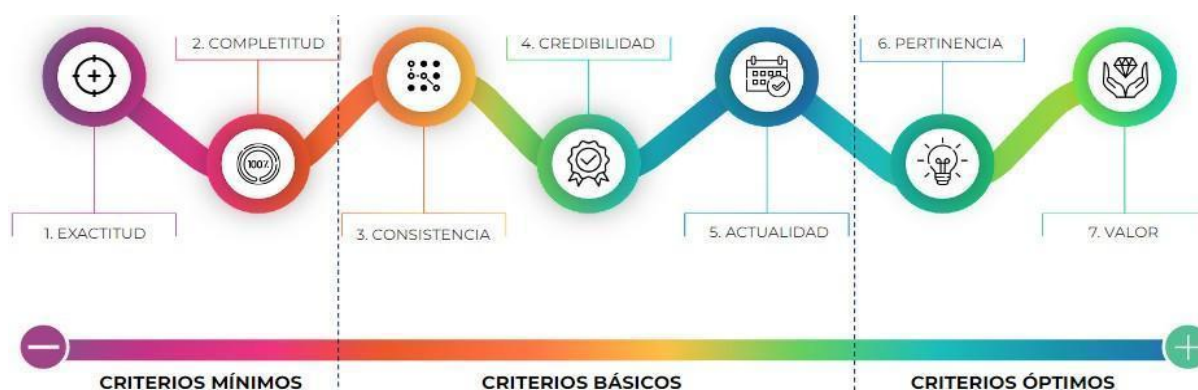 2. COMPLETITUD
4. CREDIBILIDAD
6. PERTINENCIA
100%
1. EXACTITUD
3. CONSISTENCIA
5. ACTUALIDAD
7. VALOR
CRITERIOS MÍNIMOS
CRITERIOS BÁSICOS
CRITERIOS ÓPTIMOS